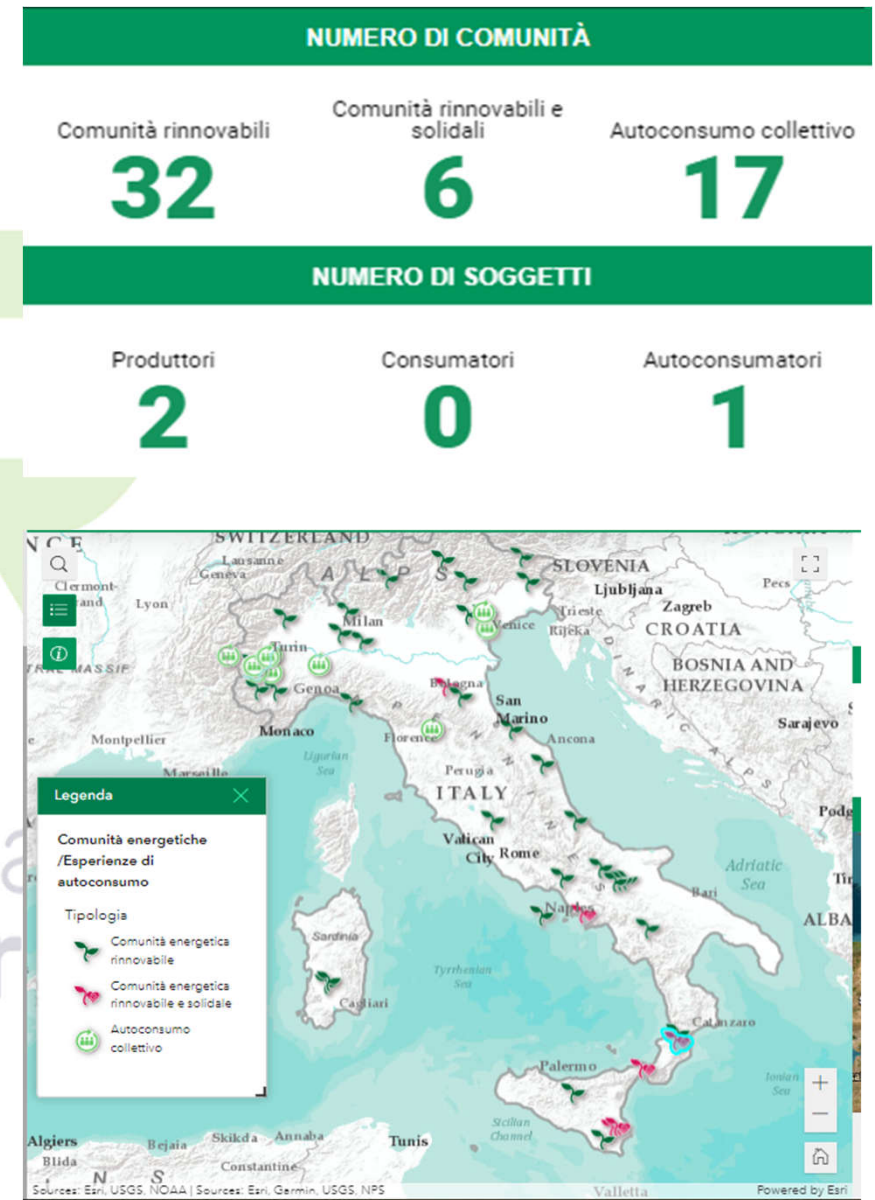 NUMERO DI COMUNITÀ
Comunità rinnovabili
32
Comunità rinnovabili e
solidali
6
Autoconsumo collettivo
17
NUMERO DI SOGGETTI
Produttori
2
Consumatori
0
Autoconsumatori
1
SWITZERLAND
Lausanne
Geneva
A L P S
SLOVENIA
Ljubljana
Pecs
Lyon
Milan
Venice
Trieste
Rijeka
Zagreb
CROATIA
Turin
BOSNIA AND
HERZEGOVINA
Genoa
Bologna
San
Marino
Sarajevo
Montpellier
Monaco
Florence
Ancona
Ligurian
Sea
Marseille
Perugia
ITALY
Vatican
City
Rome
Adriatic
Sea
Bari
Naples
Sardinia
Cagliari
Tyrrhenian
Sea
Catanzaro
Palermo
Ionian
Sea
Sicilian
Channel
Legenda
Comunità energetiche
/Esperienze di
autoconsumo
Tipologia
Comunità energetica
rinnovabile
Comunità energetica
rinnovabile e solidale
Autoconsumo
collettivo
Algiers
Blida
Bejaia
Skikda
Annaba
Constantine
Tunis
Valletta
Sources: Esri, USGS, NOAA | Sources: Esri, Garmin, USGS, NPS
Powered by Esri